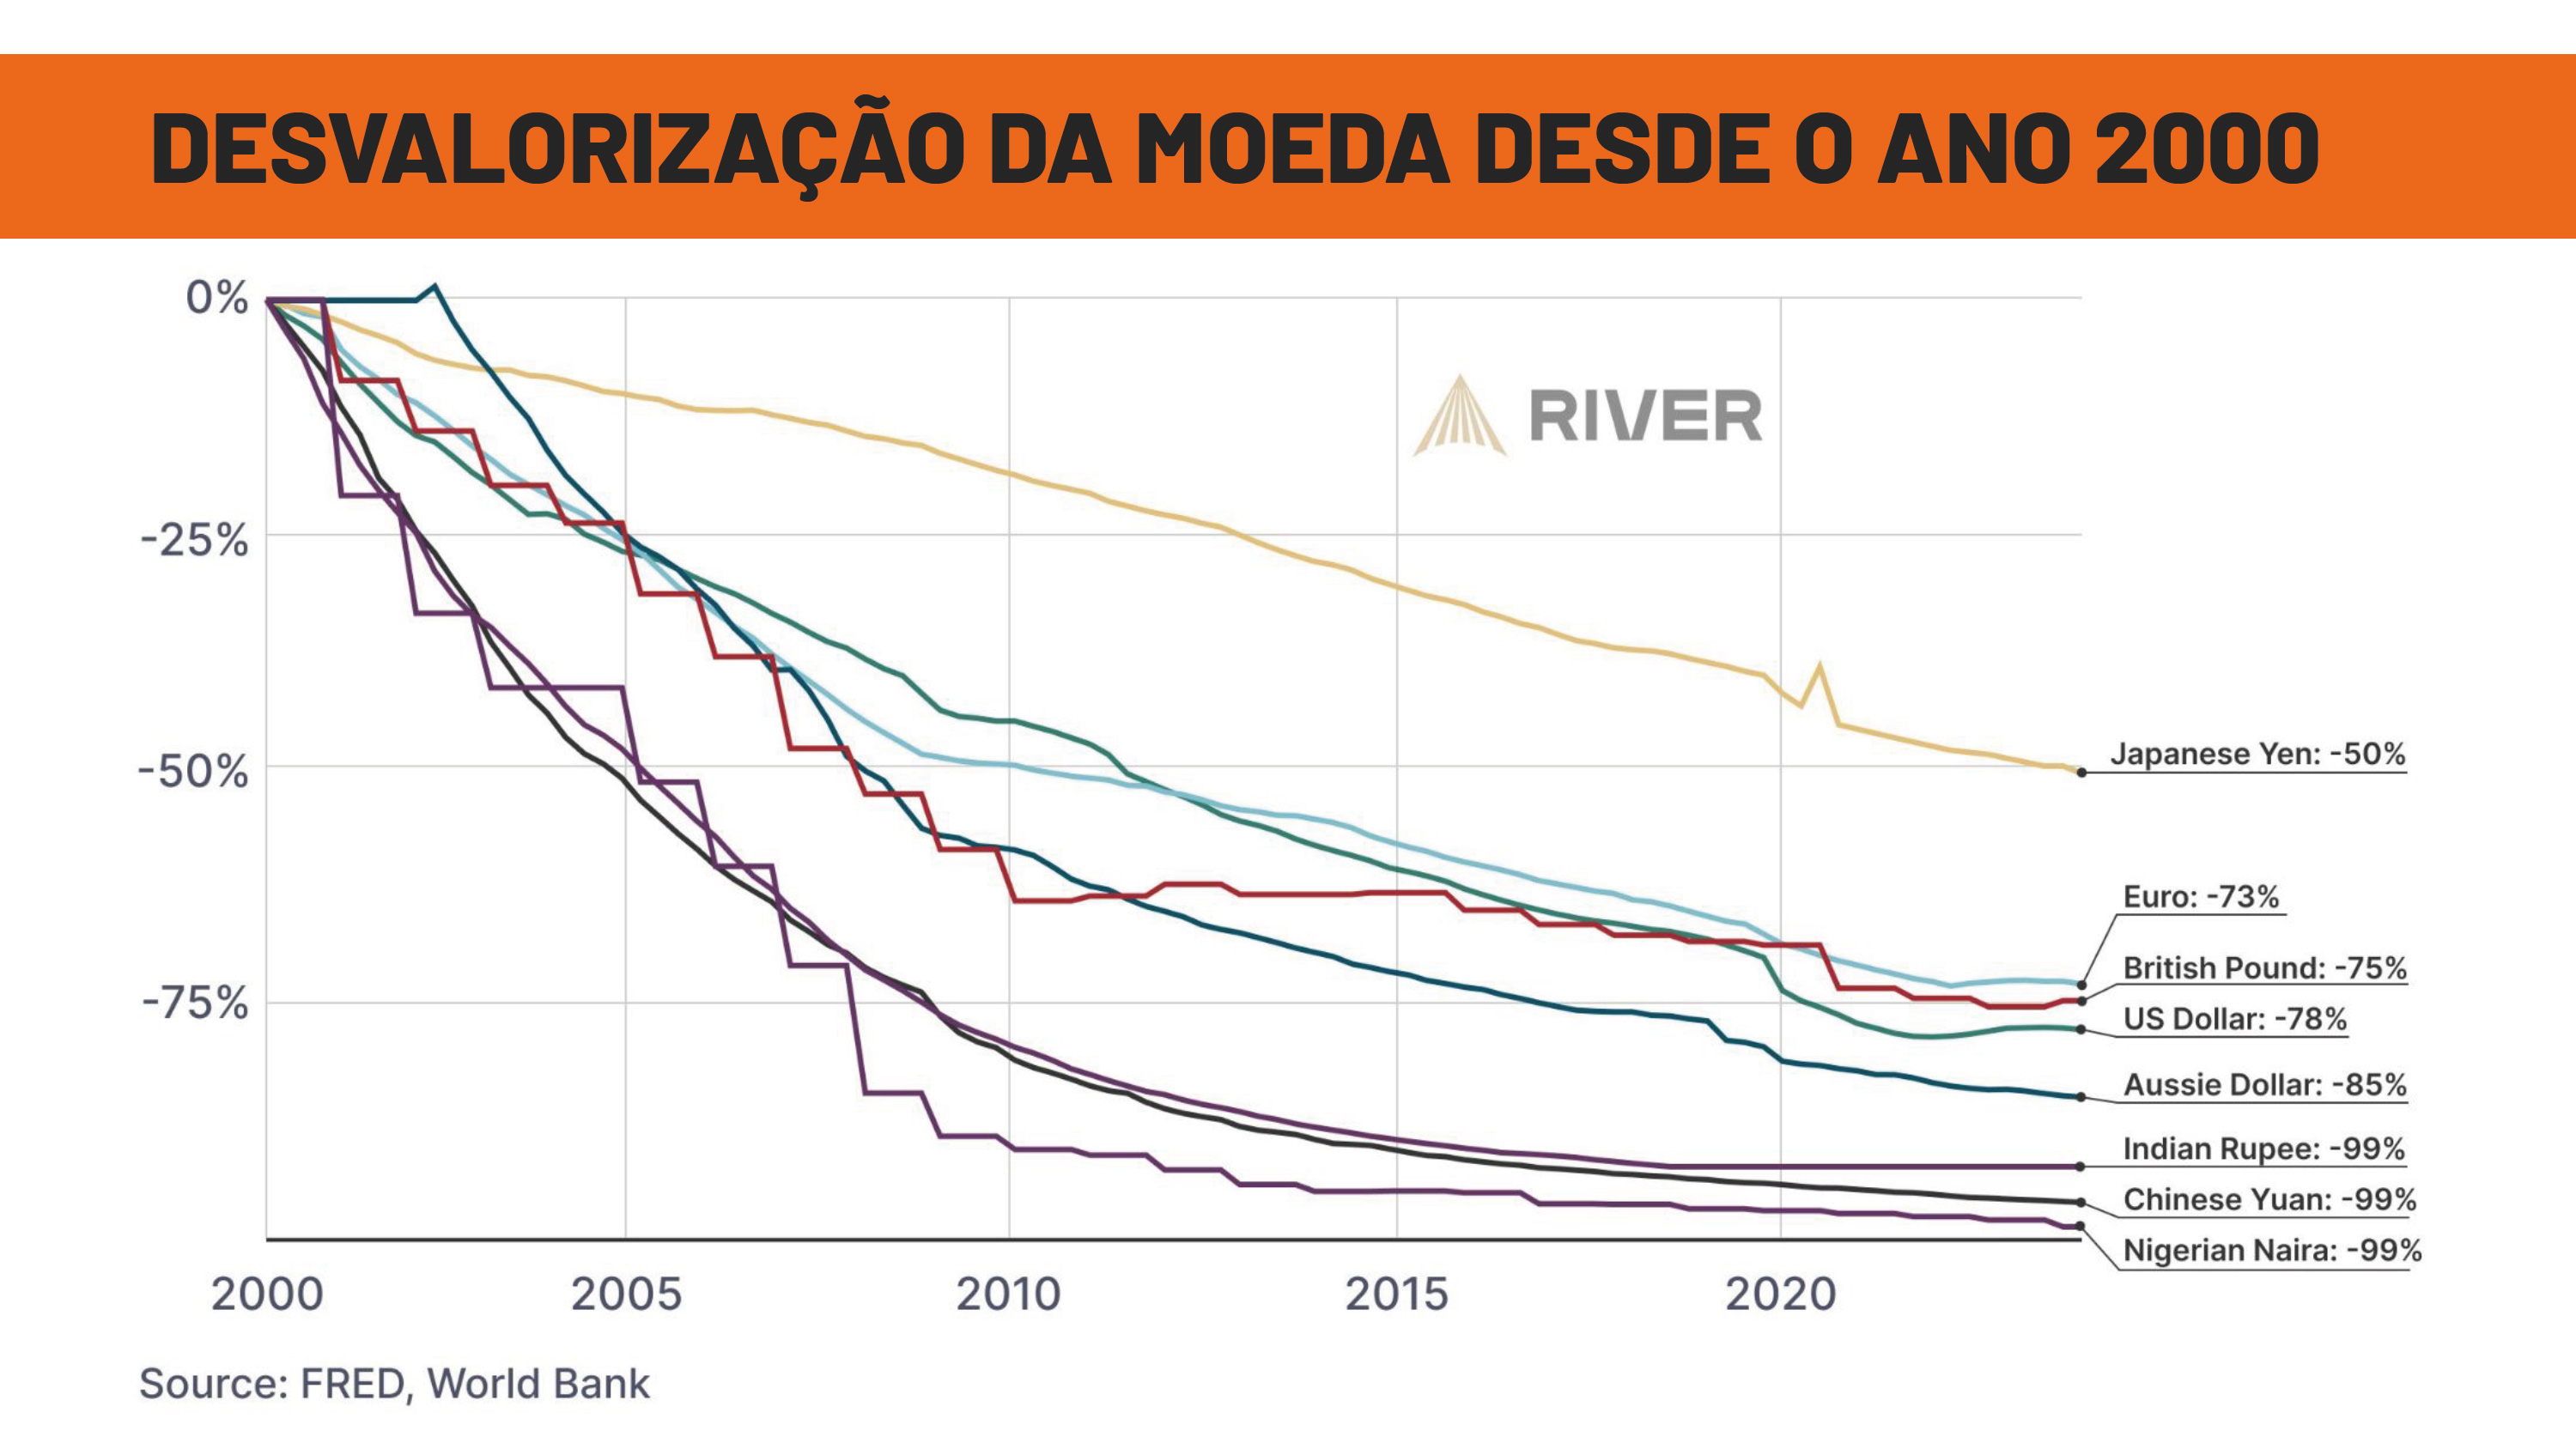 DESVALORIZAÇÃO DA MOEDA DESDE O ANO 2000
0%
-25%
-50%
-75%
RIVER
Japanese Yen: -50%
Euro: -73%
British Pound: -75%
US Dollar: -78%
Aussie Dollar: -85%
Indian Rupee: -99%
Chinese Yuan: -99%
Nigerian Naira: -99%
2000 2005 2010 2015 2020
Source: FRED, World Bank